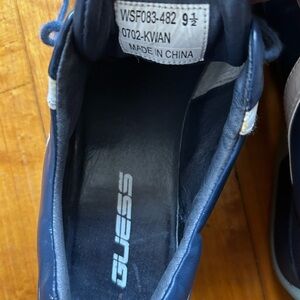 WSF083-482 9½
0702-KWAN
MADE IN CHINA
GUESS